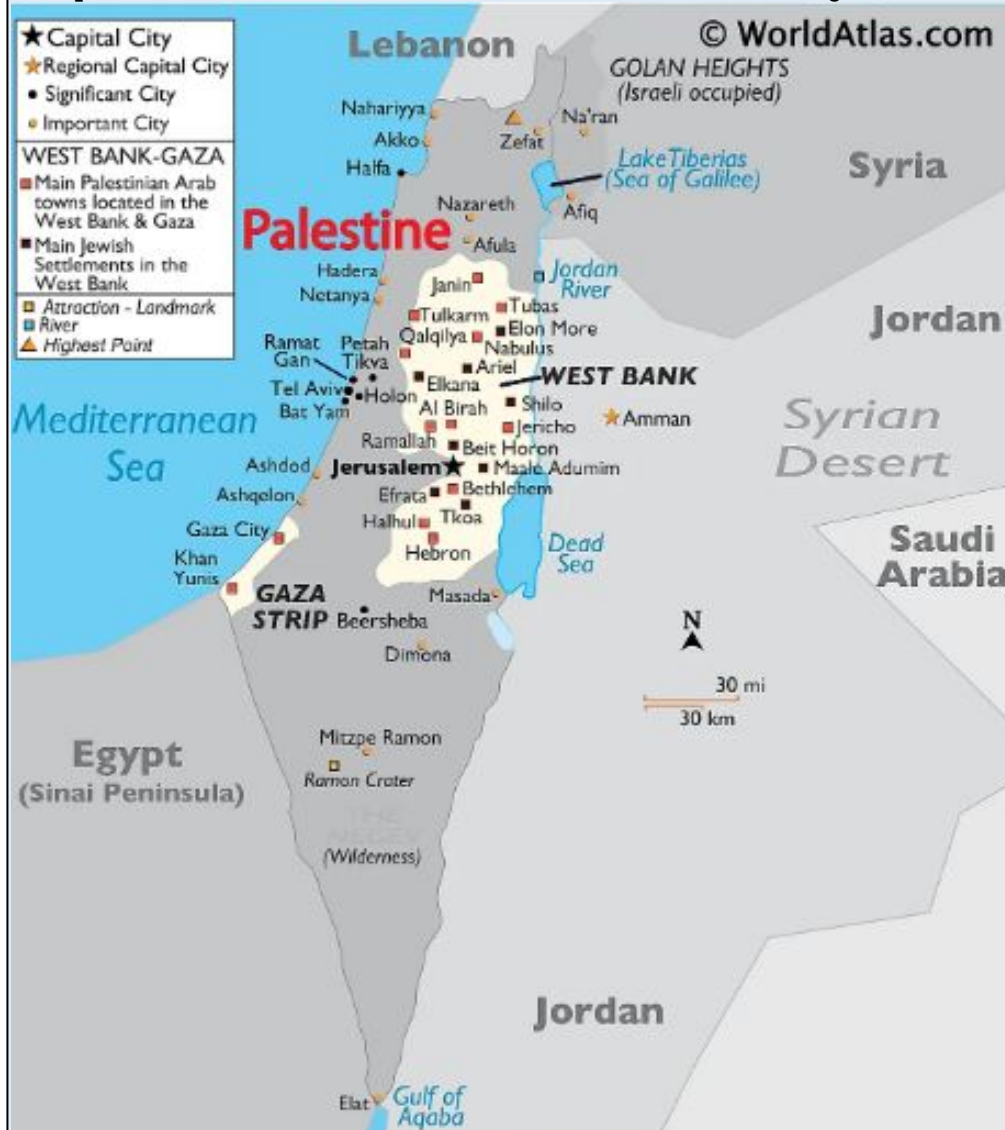 © WorldAtlas.com
★ Capital City
Regional Capital City
Significant City
Important City
WEST BANK-GAZA
Main Palestinian Arab
towns located in the
West Bank & Gaza
Main Jewish
Settlements in the
West Bank
Attraction - Landmark
River
Highest Point
Lebanon
GOLAN HEIGHTS
(Israeli occupied)
Nahariyya
Akko
Zefat
Na'ran
Halfa
Lake Tiberias
(Sea of Galilee)
Syria
Nazareth
Afiq
Palestine
Afula
Hadera
Netanya
Janin
Jordan
River
Tulkarm
Tubas
Jordan
Qalqilya
Elon More
Nabulus
Ramat
Gan
Petah
Tikva
Ariel
Tel Aviv
Holon
Elkana
WEST BANK
Bat Yam
Al Birah
Shilo
Mediterranean
Sea
Ramallah
Jericho
Amman
Syrian
Desert
Beit Horon
Ashdod
Jerusalem
Maale Adumim
Ashqelon
Efrata
Bethlehem
Gaza City
Halhul
Tkoa
Hebron
Dead
Sea
Saudi
Arabia
Khan
Yunis
GAZA
STRIP
Masada
Beersheba
N
Dimona
30 mi
30 km
Egypt
(Sinai Peninsula)
Mitzpe Ramon
Ramon Crater
THE
NEGEV
(Wilderness)
Jordan
Elat
Gulf of
Aqaba